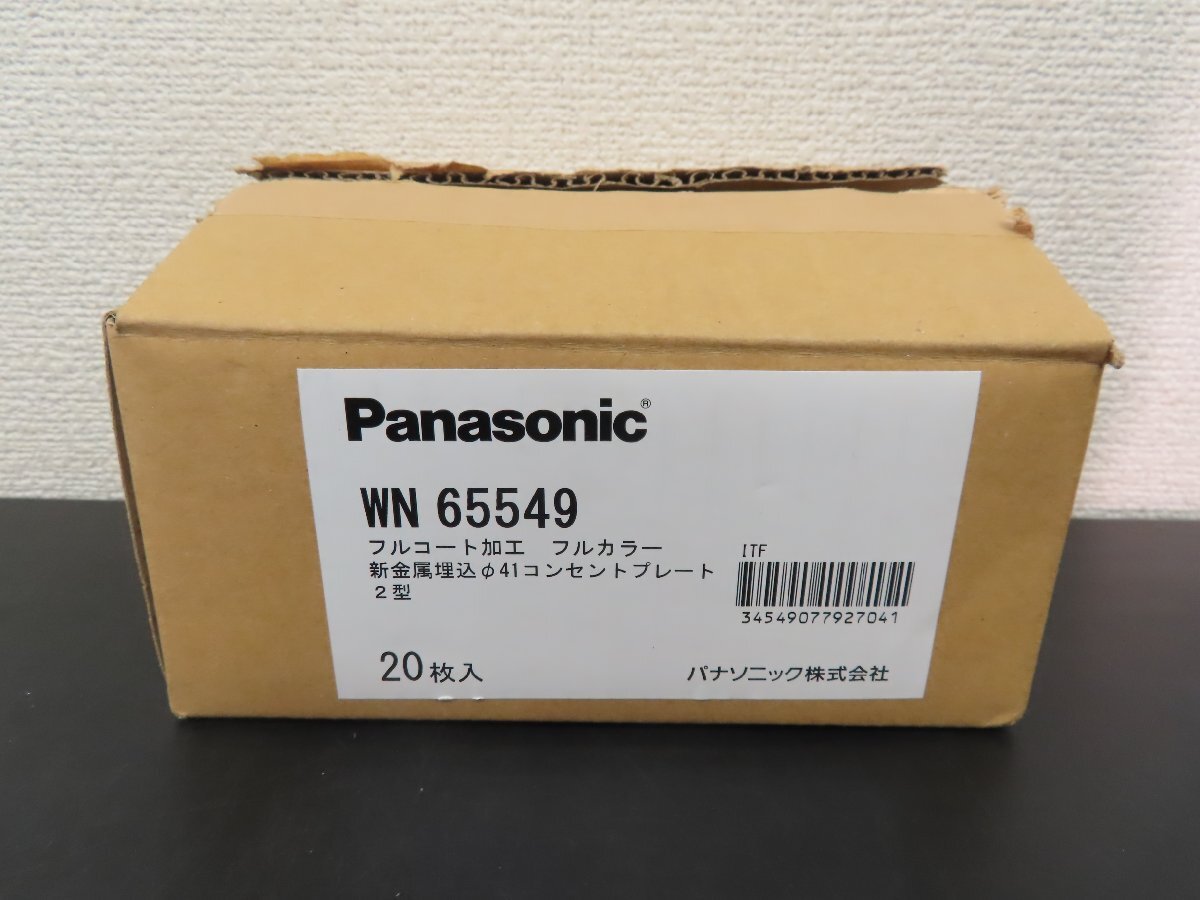 Panasonic®
WN 65549
フルコート加工　フルカラー
新金属埋込φ41コンセントプレート
２型
20枚入
ITF
34549077927041
パナソニック株式会社